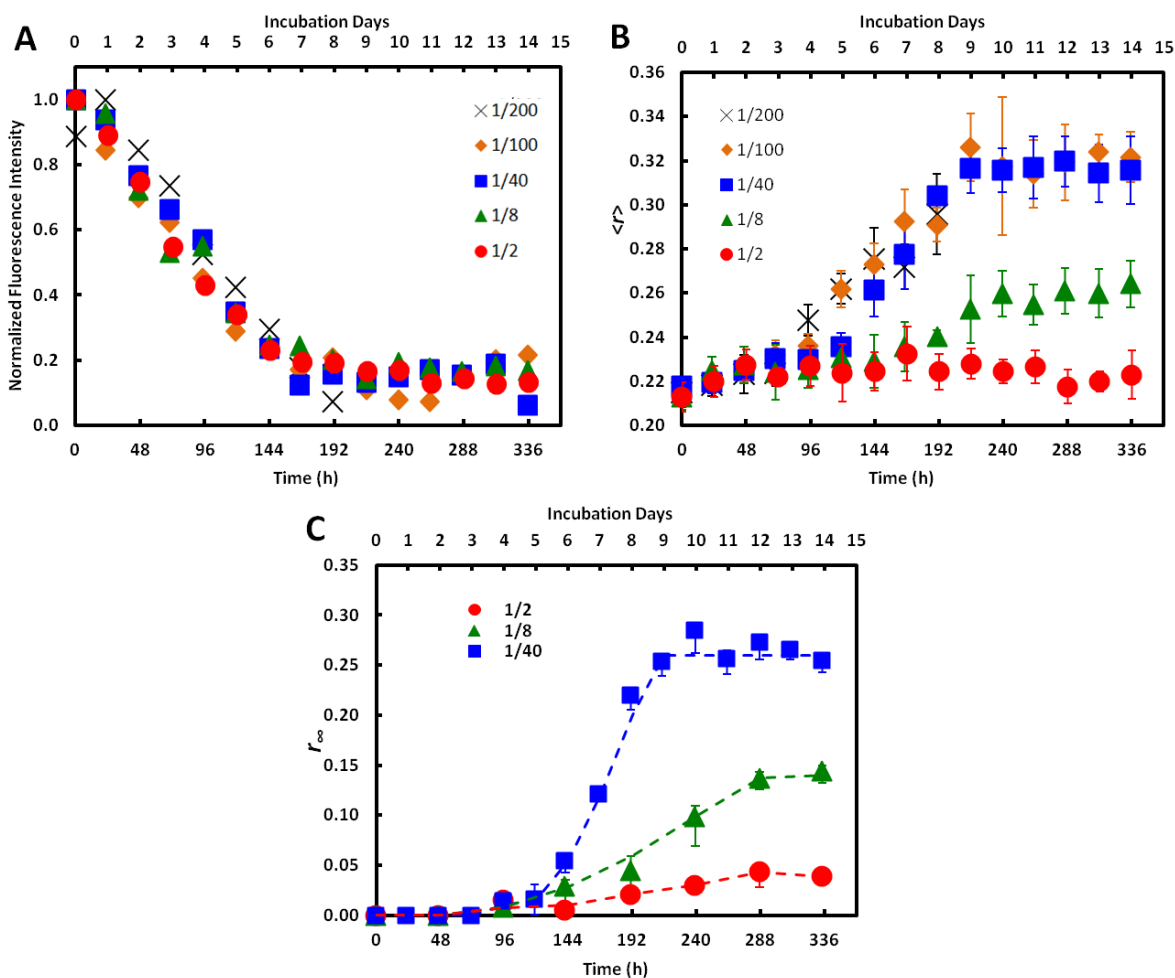 A
Incubation Days
0 1 2 3 4 5 6 7 8 9 10 11 12 13 14 15
Normalized Fluorescence Intensity
1.0
0.8
0.6
0.4
0.2
0.0
1/200
1/100
1/40
1/8
1/2
0 48 96 144 192 240 288 336
Time (h)
B
Incubation Days
0 1 2 3 4 5 6 7 8 9 10 11 12 13 14 15
<r>
0.36
0.32
0.28
0.24
0.22
0.20
1/200
1/100
1/40
1/8
1/2
0 48 96 144 192 240 288 336
Time (h)
C
Incubation Days
0 1 2 3 4 5 6 7 8 9 10 11 12 13 14 15
r∞
0.35
0.30
0.25
0.20
0.15
0.10
0.05
0.00
1/2
1/8
1/40
0 48 96 144 192 240 288 336
Time (h)